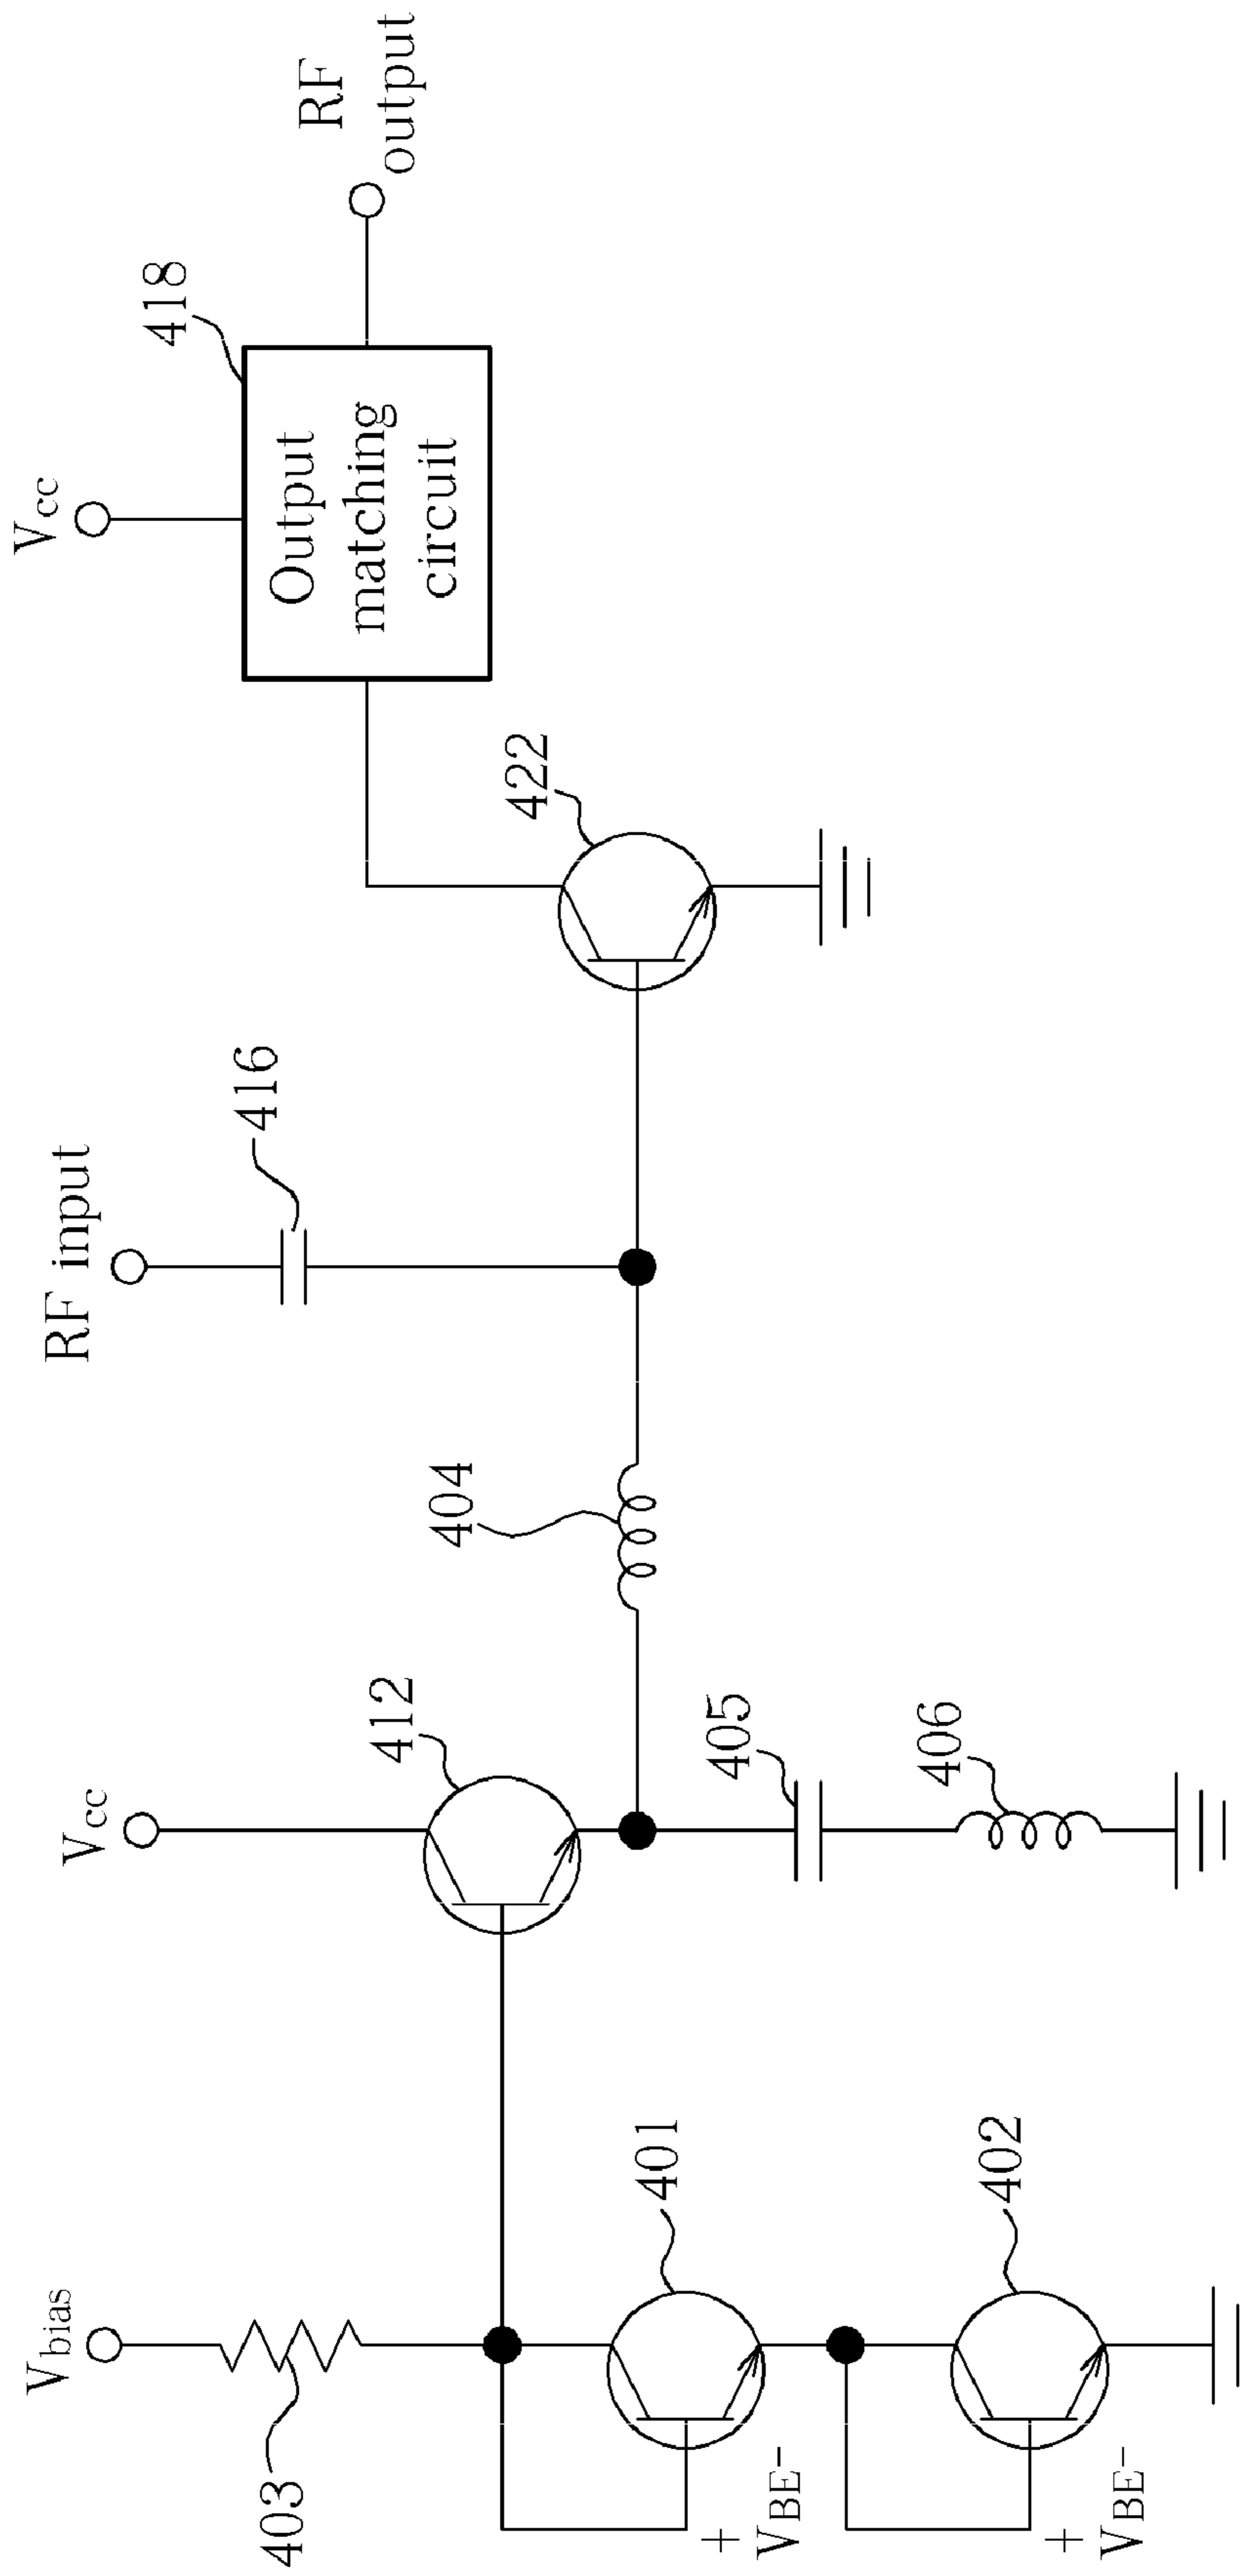 Vbias
403
401
+ VBE-
402
+ VBE-
Vcc
412
404
405
406
RF input
416
422
Vcc
418
Output
matching
circuit
RF
output